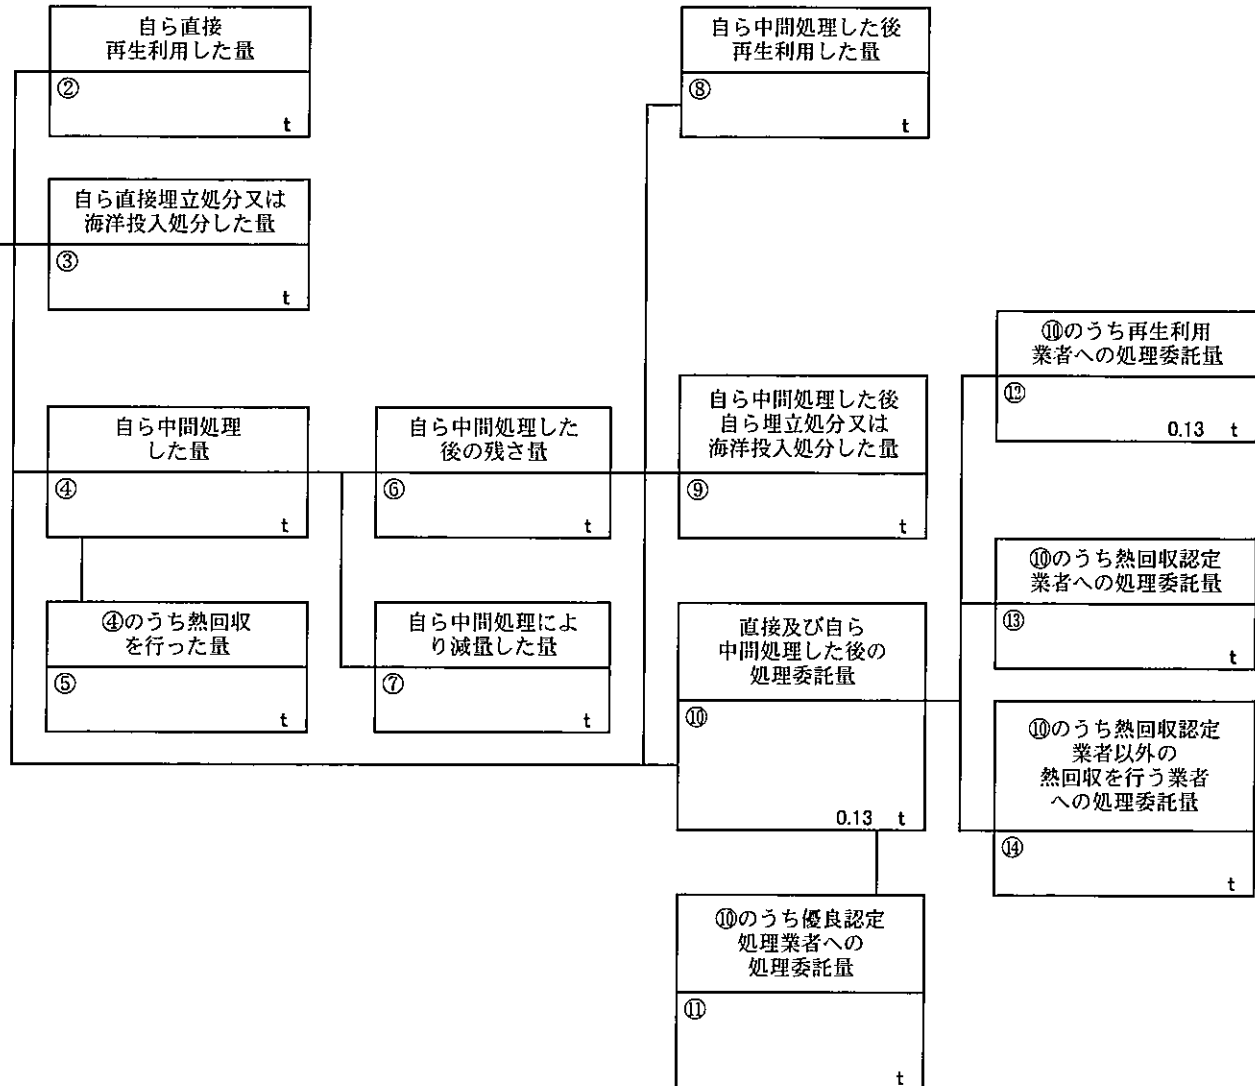 自ら直接
再生利用した量
②
t
自ら直接埋立処分又は
海洋投入処分した量
③
t
自ら中間処理
した量
④
t
④のうち熱回収
を行った量
⑤
t
自ら中間処理した
後の残さ量
⑥
t
自ら中間処理によ
り減量した量
⑦
t
自ら中間処理した後
再生利用した量
⑧
t
自ら中間処理した後
自ら埋立処分又は
海洋投入処分した量
⑨
t
直接及び自ら
中間処理した後の
処理委託量
⑩
0.13 t
⑩のうち優良認定
処理業者への
処理委託量
⑪
t
⑩のうち再生利用
業者への処理委託量
⑫
0.13 t
⑩のうち熱回収認定
業者への処理委託量
⑬
t
⑩のうち熱回収認定
業者以外の
熱回収を行う業者
への処理委託量
⑭
t